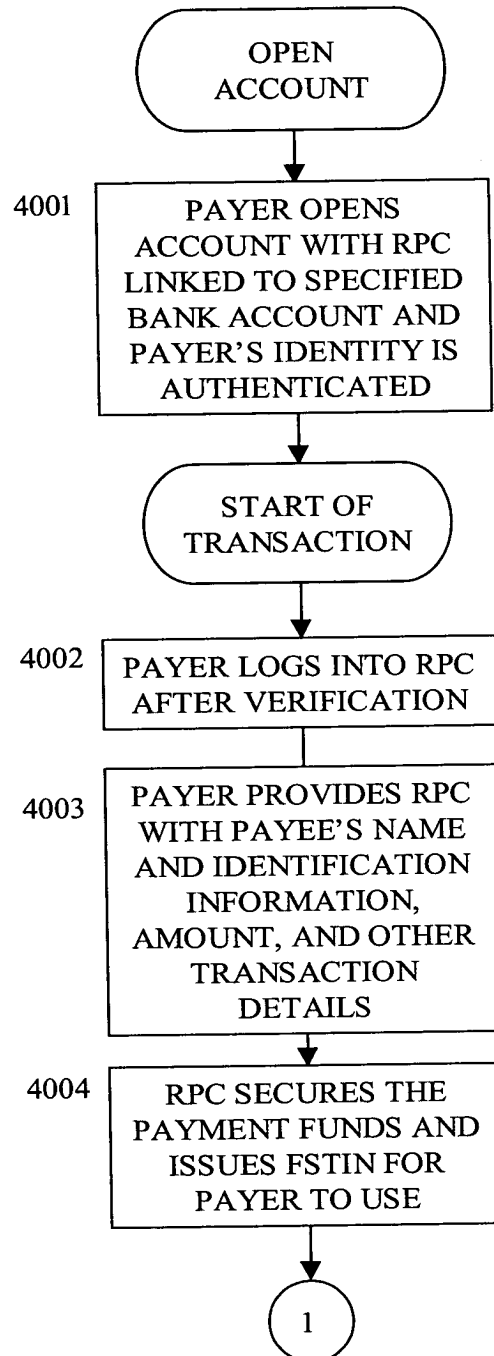 OPEN
ACCOUNT
4001
PAYER OPENS
ACCOUNT WITH RPC
LINKED TO SPECIFIED
BANK ACCOUNT AND
PAYER'S IDENTITY IS
AUTHENTICATED
START OF
TRANSACTION
4002
PAYER LOGS INTO RPC
AFTER VERIFICATION
4003
PAYER PROVIDES RPC
WITH PAYEE'S NAME
AND IDENTIFICATION
INFORMATION,
AMOUNT, AND OTHER
TRANSACTION
DETAILS
4004
RPC SECURES THE
PAYMENT FUNDS AND
ISSUES FSTIN FOR
PAYER TO USE
1